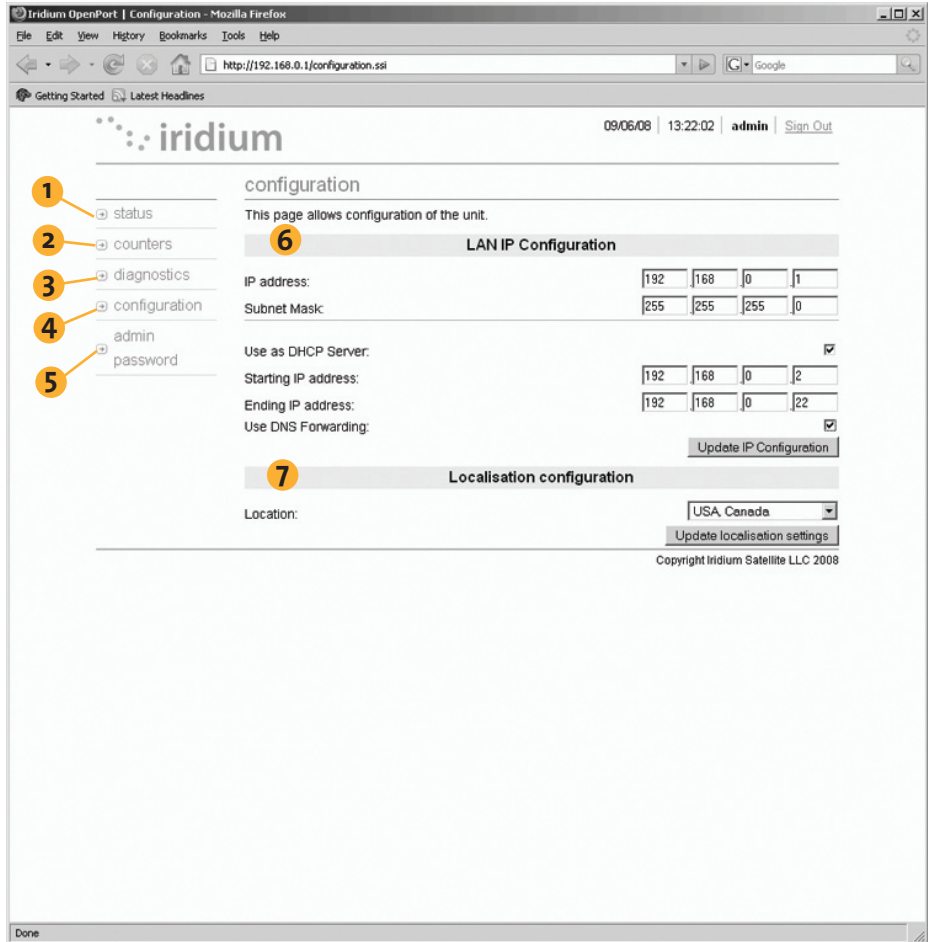 Iridium OpenPort | Configuration - Mozilla Firefox
File Edit View History Bookmarks Tools Help
http://192.168.0.1/configuration.ssi
G Google
Getting Started Latest Headlines
iridium
09/06/08 13:22:02 admin Sign Out
configuration
1
status
This page allows configuration of the unit.
2
counters
6
LAN IP Configuration
3
diagnostics
IP address: 192 .168 .0 .1
4
configuration
Subnet Mask: 255 .255 .255 .0
5
admin
password
Use as DHCP Server:
Starting IP address: 192 .168 .0 .2
Ending IP address: 192 .168 .0 .22
Use DNS Forwarding:
Update IP Configuration
7
Localisation configuration
Location: USA, Canada
Update localisation settings
Copyright Iridium Satellite LLC 2008
Done